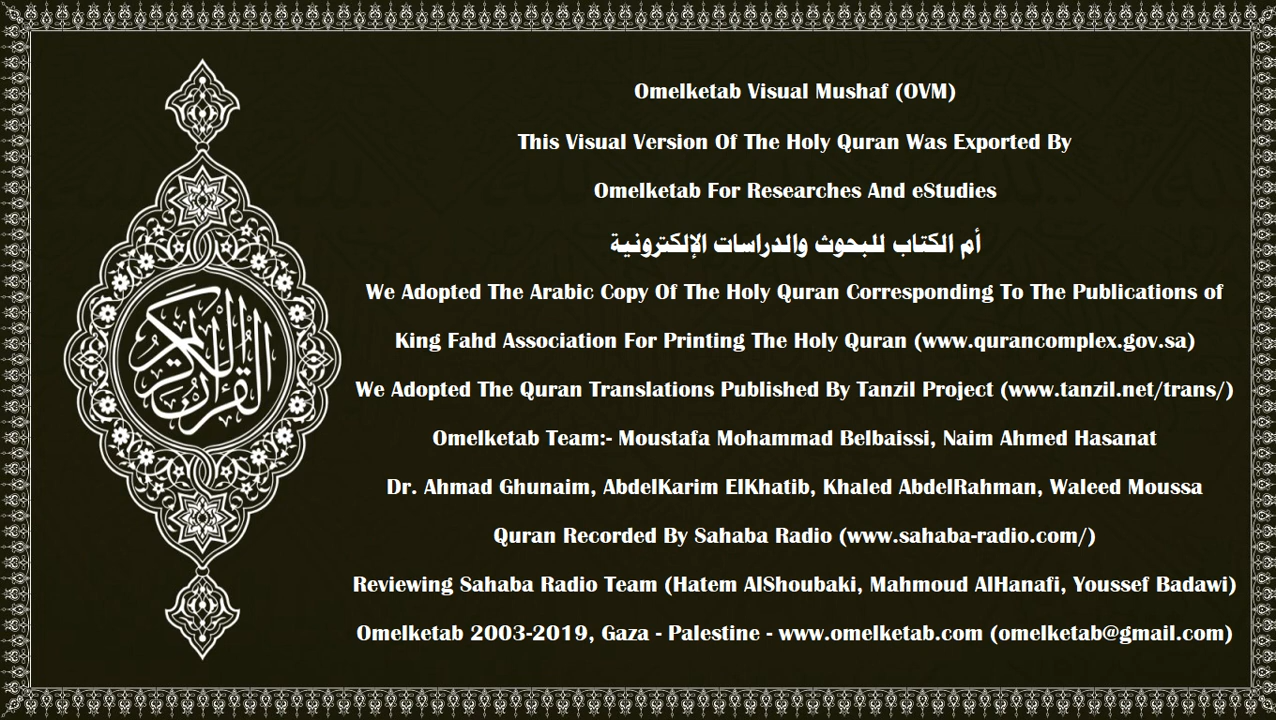 Omelketab Visual Mushaf (OVM)
This Visual Version Of The Holy Quran Was Exported By
Omelketab For Researches And eStudies
أم الكتاب للبحوث والدراسات الإلكترونية
We Adopted The Arabic Copy Of The Holy Quran Corresponding To The Publications of
King Fahd Association For Printing The Holy Quran (www.qurancomplex.gov.sa)
We Adopted The Quran Translations Published By Tanzil Project (www.tanzil.net/trans/)
Omelketab Team:- Moustafa Mohammad Belbaissi, Naim Ahmed Hasanat
Dr. Ahmad Ghunaim, AbdelKarim ElKhatib, Khaled AbdelRahman, Waleed Moussa
Quran Recorded By Sahaba Radio (www.sahaba-radio.com/)
Reviewing Sahaba Radio Team (Hatem AlShoubaki, Mahmoud AlHanafi, Youssef Badawi)
Omelketab 2003-2019, Gaza - Palestine - www.omelketab.com (omelketab@gmail.com)
القرآن الكريم